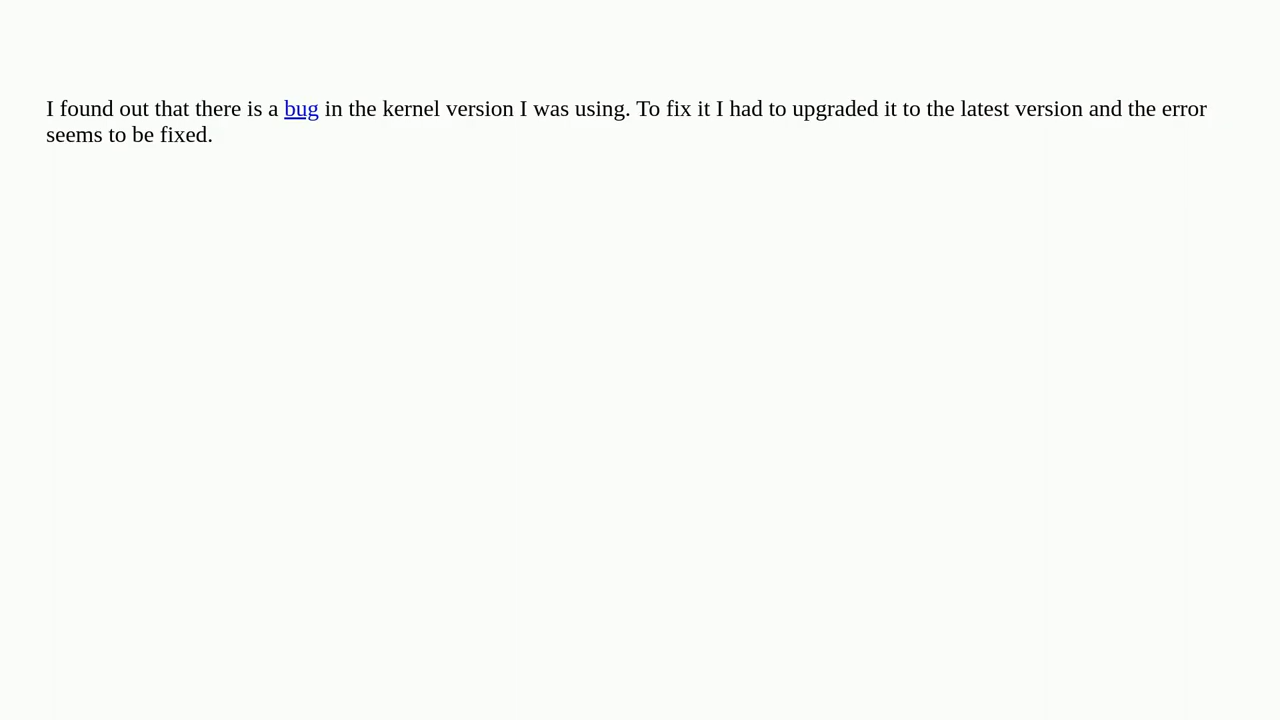 I found out that there is a bug in the kernel version I was using. To fix it I had to upgraded it to the latest version and the error
seems to be fixed.